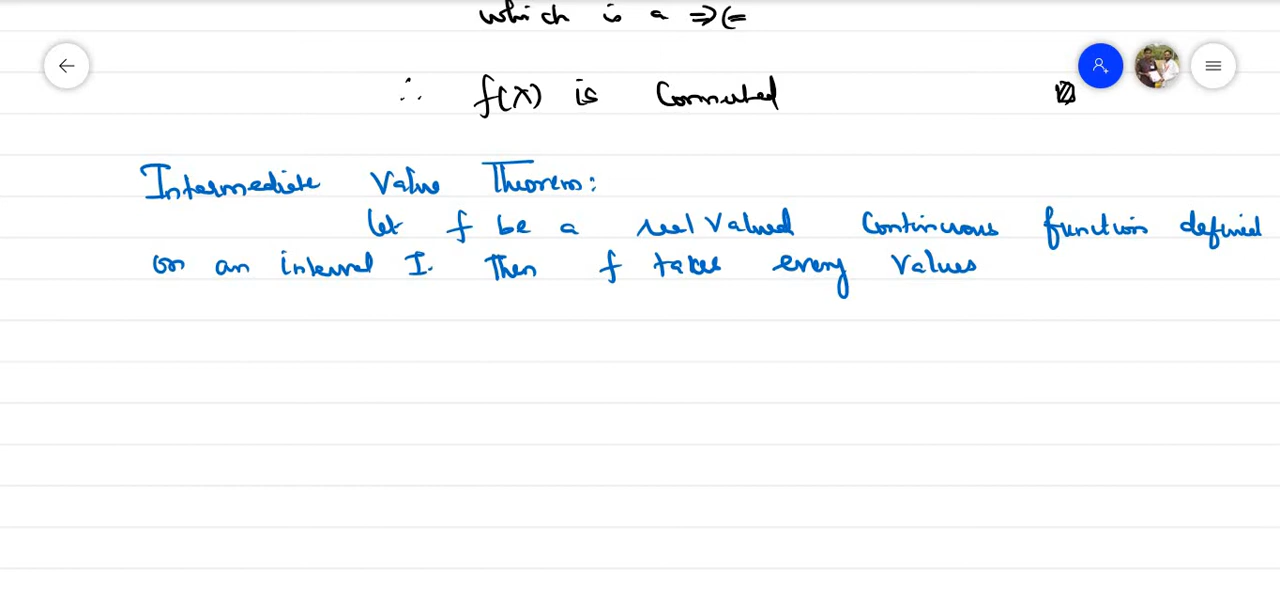 which is a ⇒⇐
∴ f(X) is Connected
Intermediate Value Theorem:
Let f be a real valued continuous function defined
on an interval I. Then f takes every values